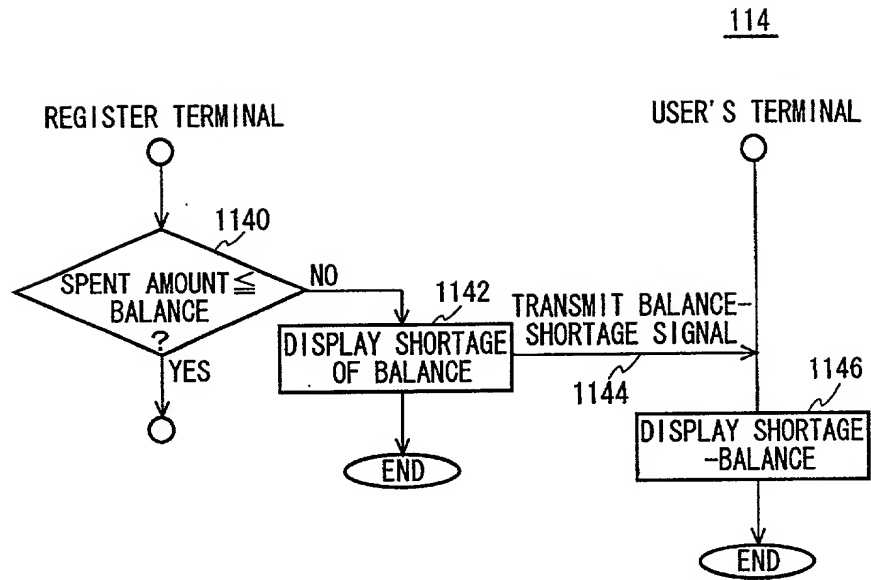 114
REGISTER TERMINAL
USER'S TERMINAL
1140
SPENT AMOUNT≦
BALANCE
?
NO
YES
1142
DISPLAY SHORTAGE
OF BALANCE
END
TRANSMIT BALANCE-
SHORTAGE SIGNAL
1144
1146
DISPLAY SHORTAGE
-BALANCE
END